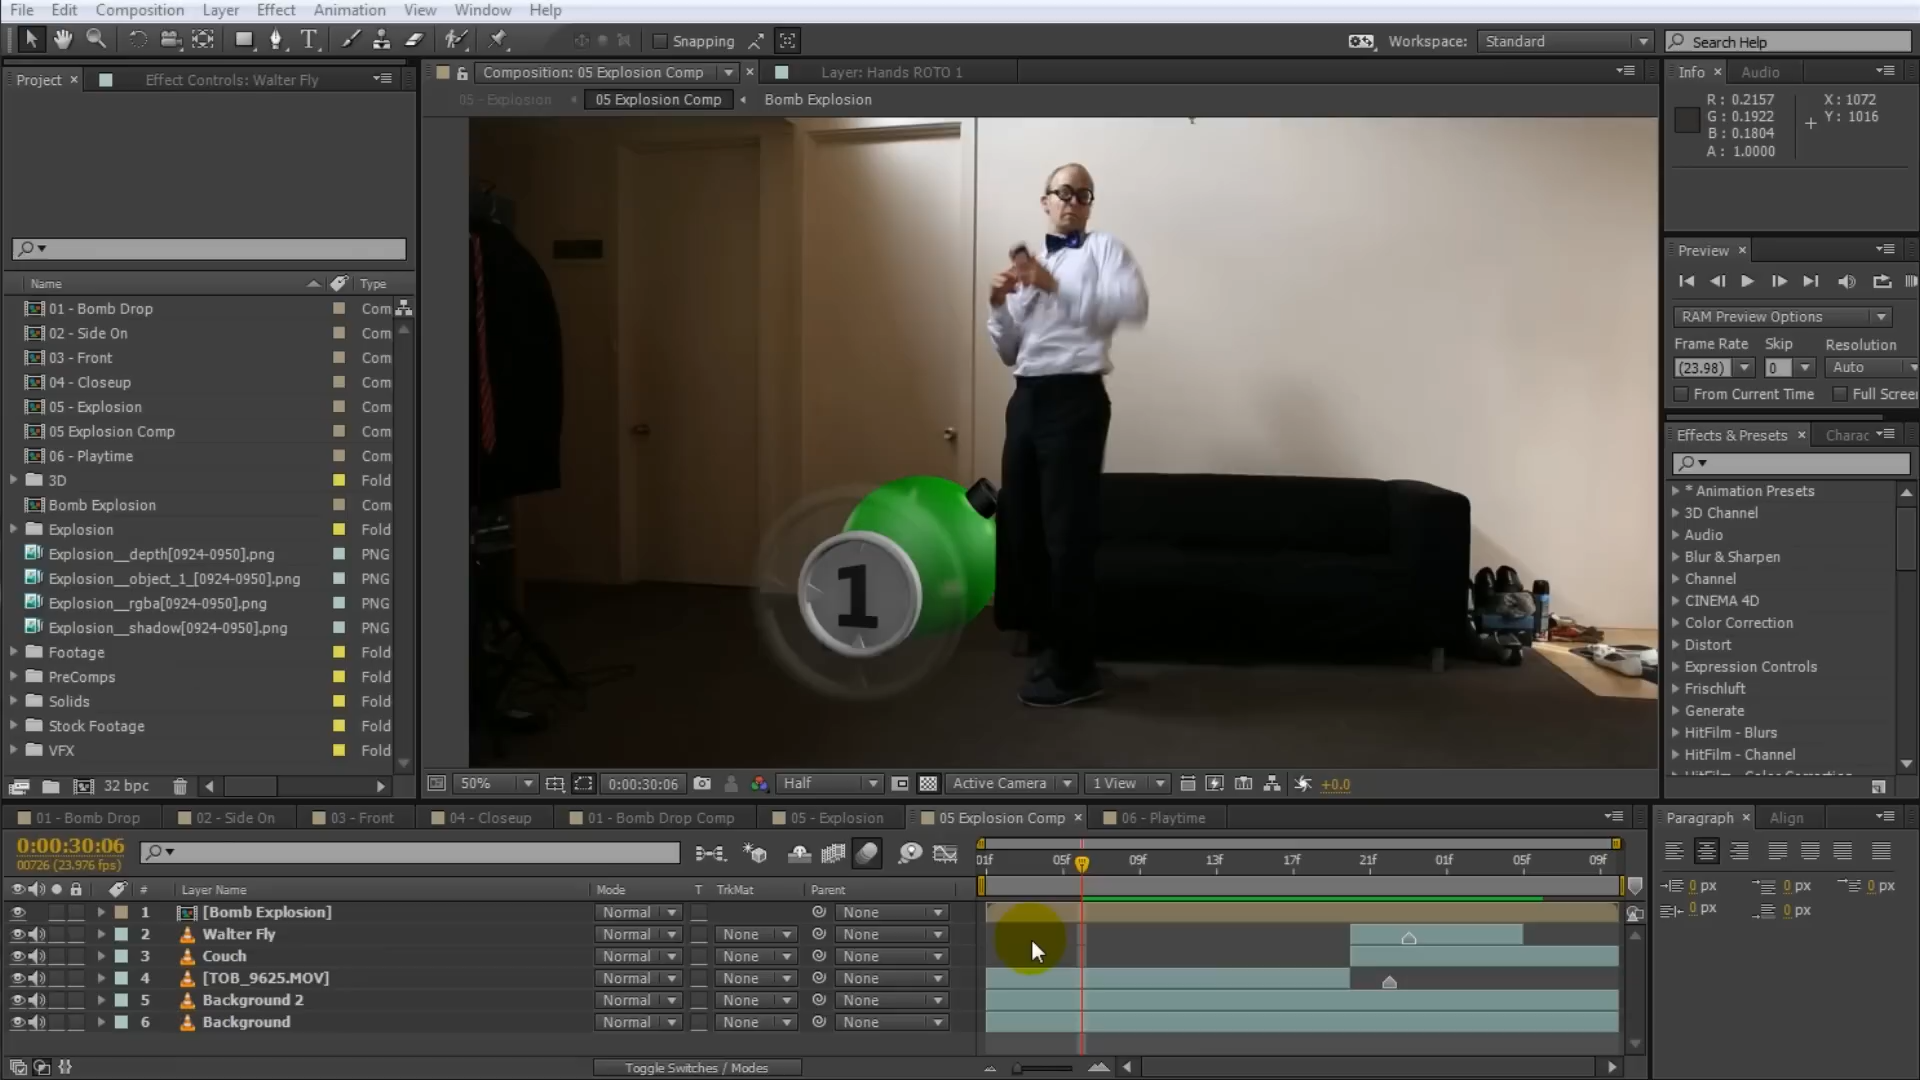 File Edit Composition Layer Effect Animation View Window Help
Snapping Workspace: Standard Search Help
Project × Effect Controls: Walter Fly
Composition: 05 Explosion Comp × Layer: Hands ROTO 1
05 - Explosion 05 Explosion Comp Bomb Explosion
Name Type
01 - Bomb Drop Com
02 - Side On Com
03 - Front Com
04 - Closeup Com
05 - Explosion Com
05 Explosion Comp Com
06 - Playtime Com
3D Fold
Bomb Explosion Com
Explosion Fold
Explosion__depth[0924-0950].png PNG
Explosion__object_1_[0924-0950].png PNG
Explosion__rgba[0924-0950].png PNG
Explosion__shadow[0924-0950].png PNG
Footage Fold
PreComps Fold
Solids Fold
Stock Footage Fold
VFX Fold
32 bpc
1
50% 0:00:30:06 Half Active Camera 1 View +0.0
Info × Audio
R: 0.2157 X: 1072
G: 0.1922 Y: 1016
B: 0.1804
A: 1.0000
Preview ×
RAM Preview Options
Frame Rate Skip Resolution
(23.98) 0 Auto
From Current Time Full Screen
Effects & Presets × Charac
* Animation Presets
3D Channel
Audio
Blur & Sharpen
Channel
CINEMA 4D
Color Correction
Distort
Expression Controls
Frischluft
Generate
HitFilm - Blurs
HitFilm - Channel
HitFilm - Color Correction
01 - Bomb Drop 02 - Side On 03 - Front 04 - Closeup 01 - Bomb Drop Comp 05 - Explosion 05 Explosion Comp × 06 - Playtime
0:00:30:06
00726 (23.976 fps)
01f 05f 09f 13f 17f 21f 01f 05f 09f
# Layer Name Mode T TrkMat Parent
1 [Bomb Explosion] Normal None
2 Walter Fly Normal None None
3 Couch Normal None None
4 [TOB_9625.MOV] Normal None None
5 Background 2 Normal None None
6 Background Normal None None
Toggle Switches / Modes
Paragraph × Align
0 px 0 px 0 px
0 px 0 px